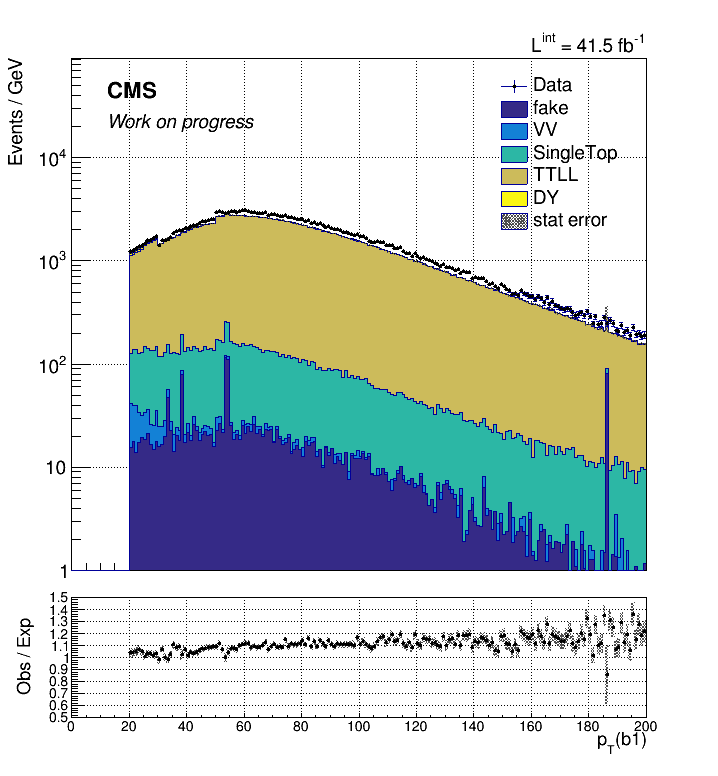 L^int = 41.5 fb^-1
CMS
Work on progress
Data
fake
VV
SingleTop
TTLL
DY
stat error
Events / GeV
10^4
10^3
10^2
10
1
Obs / Exp
1.5
1.4
1.3
1.2
1.1
1
0.9
0.8
0.7
0.6
0.5
0 20 40 60 80 100 120 140 160 180 200
p_T(b1)